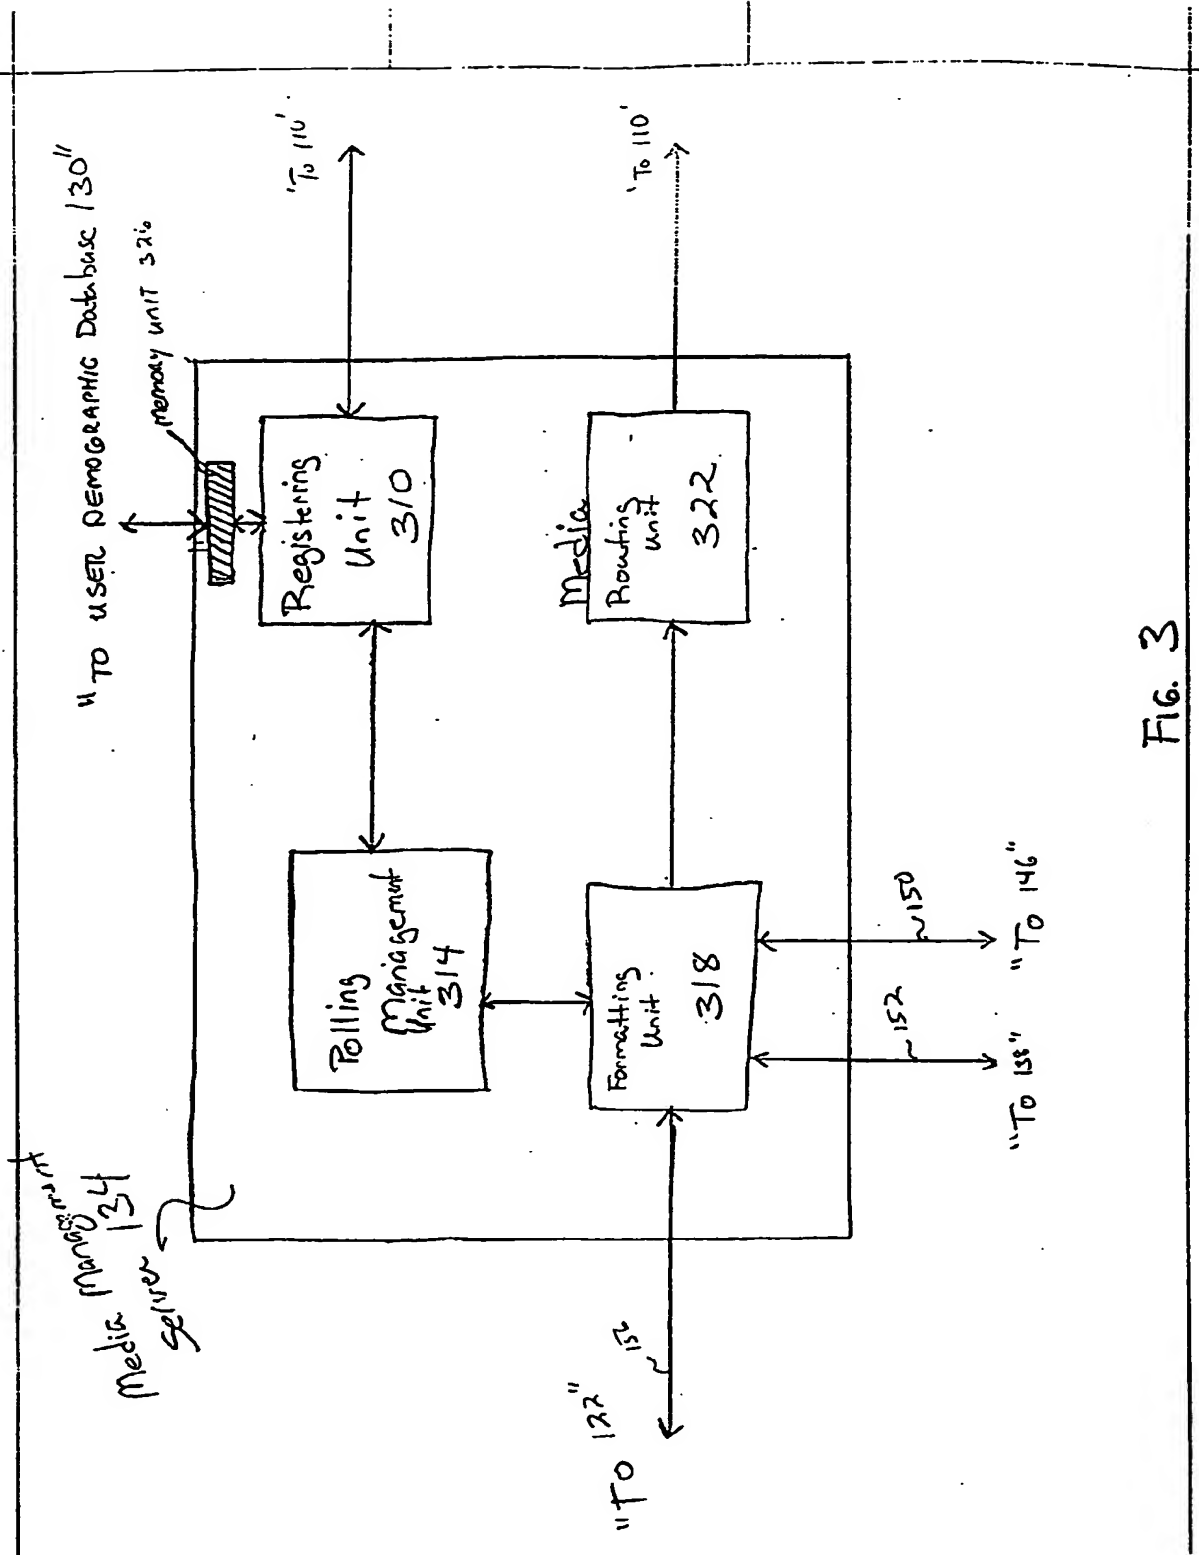 "TO USER DEMOGRAPHIC Database 130"
memory unit 326
'To 110'
'To 110'
Registering
Unit
310
Media
Routing
unit
322
Polling
Management
Unit
314
Formatting
Unit
318
Media Management
134
Server
"To 122"
"To 138"
152
"To 146"
150
FIG. 3